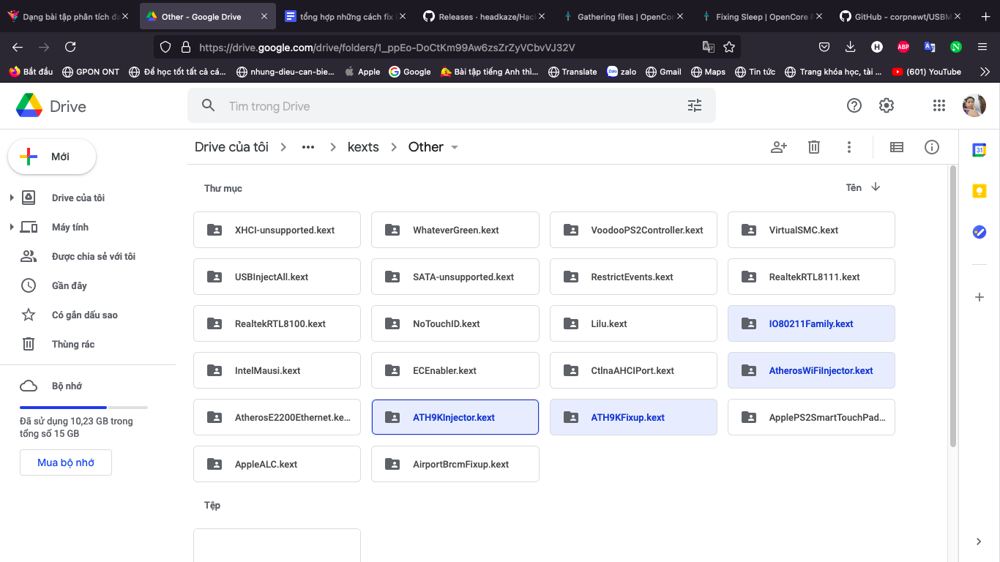 Dạng bài tập phân tích đa
Other - Google Drive
tổng hợp những cách fix l
Releases · headkaze/Hack
Gathering files | OpenCor
Fixing Sleep | OpenCore P
GitHub - corpnewt/USBM
https://drive.google.com/drive/folders/1_ppEo-DoCtKm99Aw6zsZrZyVCbvVJ32V
H
ABP
N
Bắt đầu
GPON ONT
Để học tốt tất cả cá...
nhung-dieu-can-bie...
Apple
Google
Bài tập tiếng Anh thì...
Translate
Zalo
zalo
Gmail
Maps
Tin tức
Trang khóa học, tài ...
(601) YouTube
Drive
Tìm trong Drive
Mới
Drive của tôi
•••
kexts
Other
31
Thư mục
Tên
Drive của tôi
Máy tính
Được chia sẻ với tôi
Gần đây
Có gắn dấu sao
Thùng rác
Bộ nhớ
Đã sử dụng 10,23 GB trong
tổng số 15 GB
Mua bộ nhớ
XHCI-unsupported.kext
WhateverGreen.kext
VoodooPS2Controller.kext
VirtualSMC.kext
USBInjectAll.kext
SATA-unsupported.kext
RestrictEvents.kext
RealtekRTL8111.kext
RealtekRTL8100.kext
NoTouchID.kext
Lilu.kext
IO80211Family.kext
IntelMausi.kext
ECEnabler.kext
CtlnaAHCIPort.kext
AtherosWiFiInjector.kext
AtherosE2200Ethernet.ke...
ATH9KInjector.kext
ATH9KFixup.kext
ApplePS2SmartTouchPad...
AppleALC.kext
AirportBrcmFixup.kext
Tệp